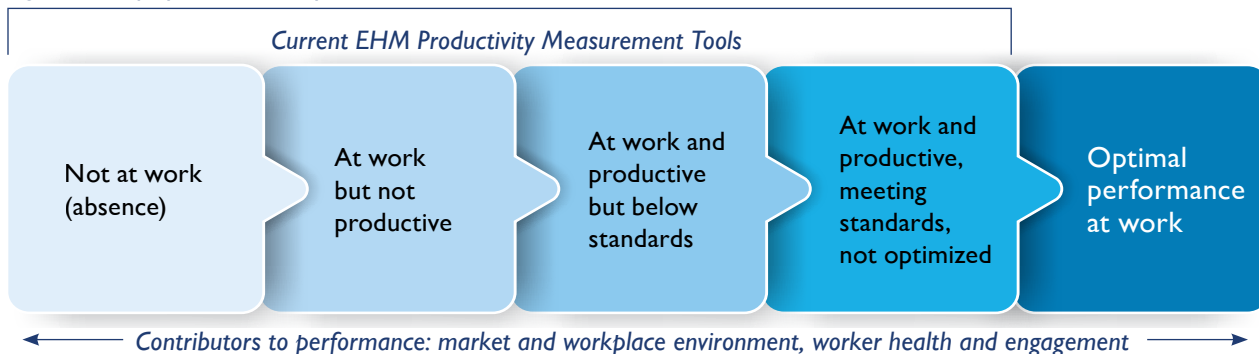 Current EHM Productivity Measurement Tools
Not at work
(absence)
At work
but not
productive
At work and
productive
but below
standards
At work and
productive,
meeting
standards,
not optimized
Optimal
performance
at work
Contributors to performance: market and workplace environment, worker health and engagement